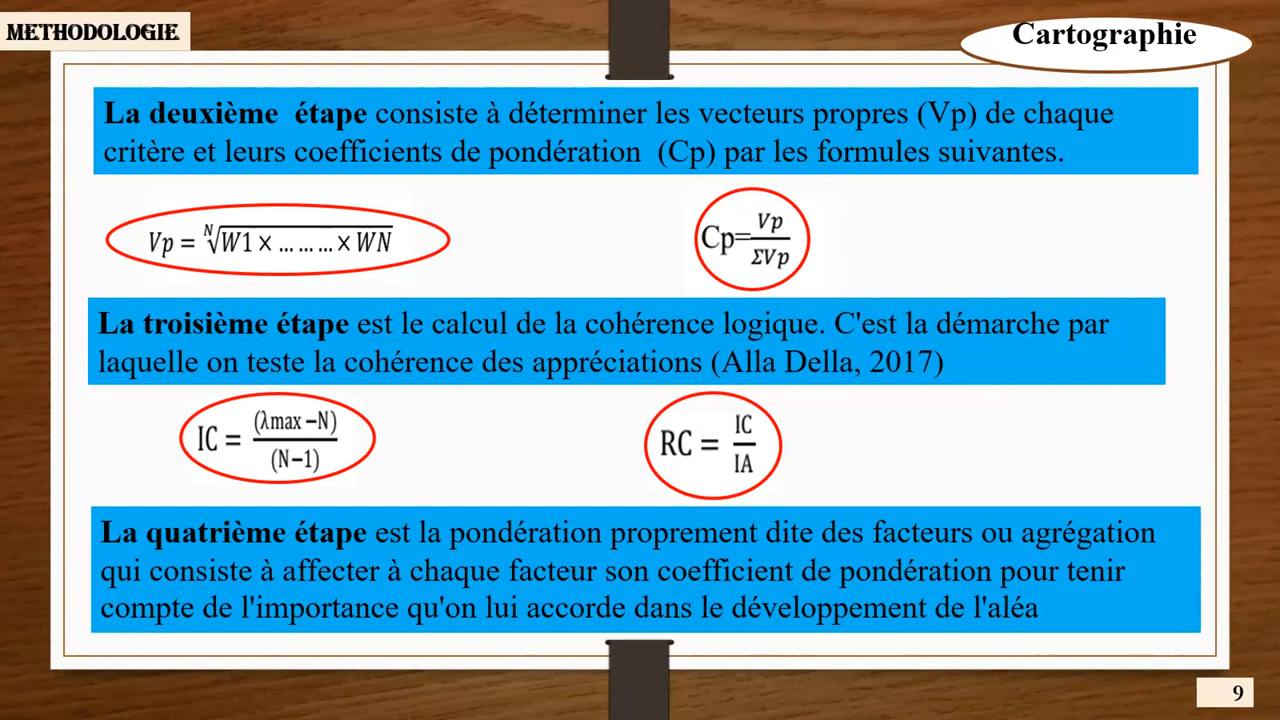 METHODOLOGIE
Cartographie
La deuxième étape consiste à déterminer les vecteurs propres (Vp) de chaque
critère et leurs coefficients de pondération (Cp) par les formules suivantes.
Vp = ᴺ√W1 × ... ... ... × WN
Cp=Vp/ΣVp
La troisième étape est le calcul de la cohérence logique. C'est la démarche par
laquelle on teste la cohérence des appréciations (Alla Della, 2017)
IC = (λmax −N)/(N−1)
RC = IC/IA
La quatrième étape est la pondération proprement dite des facteurs ou agrégation
qui consiste à affecter à chaque facteur son coefficient de pondération pour tenir
compte de l'importance qu'on lui accorde dans le développement de l'aléa
9